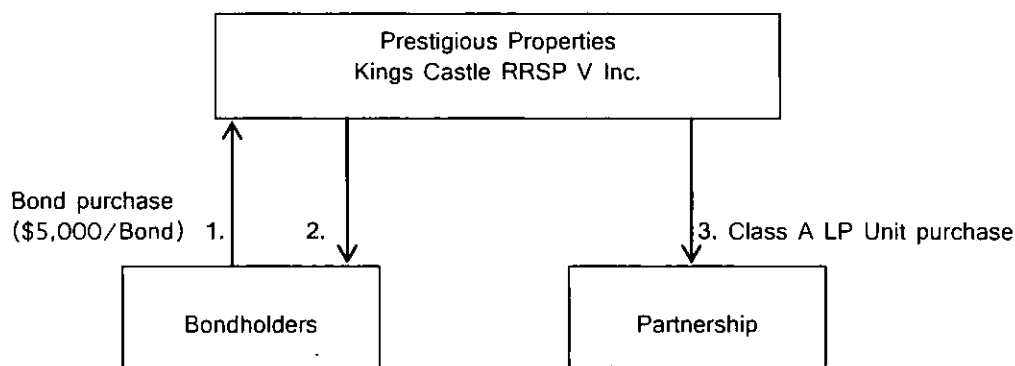 Prestigious Properties
Kings Castle RRSP V Inc.
Bond purchase
($5,000/Bond) 1.
2.
3. Class A LP Unit purchase
Bondholders
Partnership